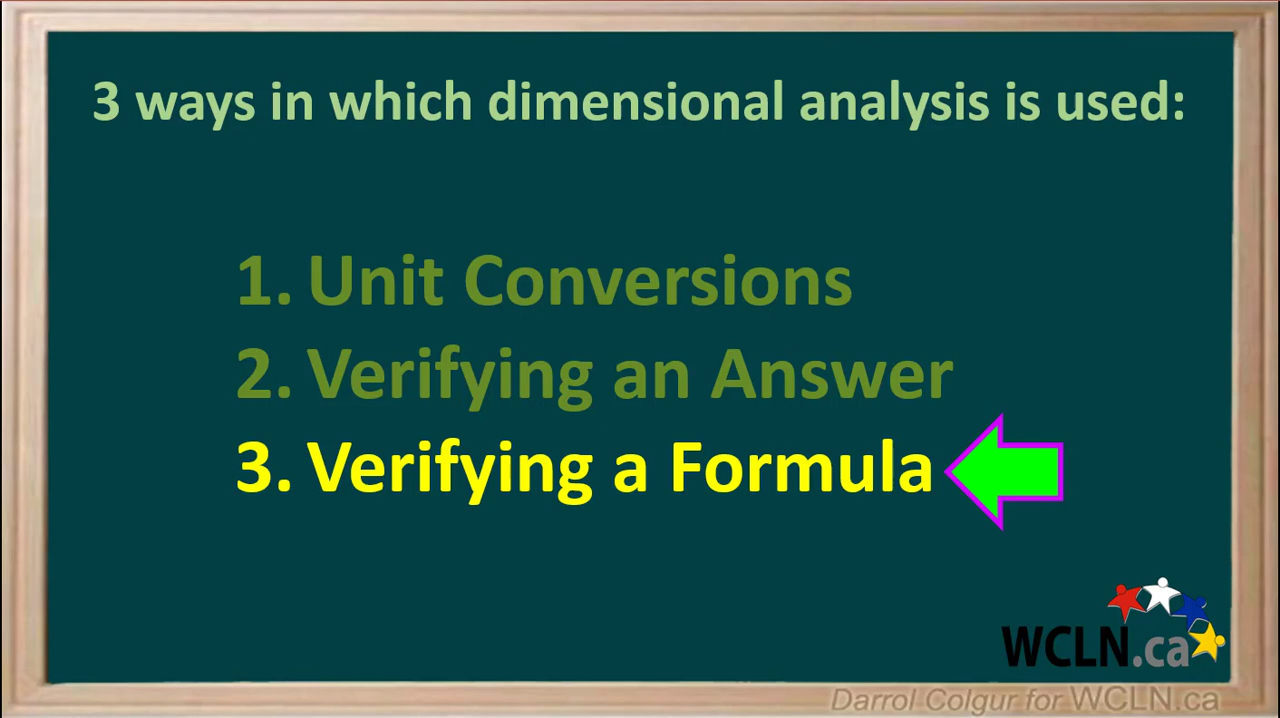 3 ways in which dimensional analysis is used:
1. Unit Conversions
2. Verifying an Answer
3. Verifying a Formula
WCLN.ca
Darrol Colgur for WCLN.ca